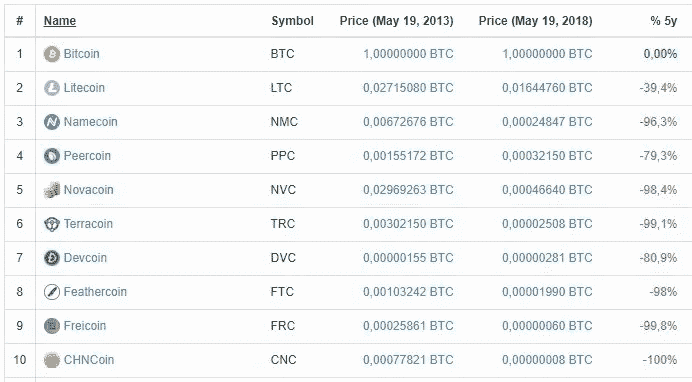 # Name Symbol Price (May 19, 2013) Price (May 19, 2018) % 5y
1 Bitcoin BTC 1,00000000 BTC 1,00000000 BTC 0,00%
2 Litecoin LTC 0,02715080 BTC 0,01644760 BTC -39,4%
3 Namecoin NMC 0,00672676 BTC 0,00024847 BTC -96,3%
4 Peercoin PPC 0,00155172 BTC 0,00032150 BTC -79,3%
5 Novacoin NVC 0,02969263 BTC 0,00046640 BTC -98,4%
6 Terracoin TRC 0,00302150 BTC 0,00002508 BTC -99,1%
7 Devcoin DVC 0,00000155 BTC 0,00000281 BTC -80,9%
8 Feathercoin FTC 0,00103242 BTC 0,00001990 BTC -98%
9 Freicoin FRC 0,00025861 BTC 0,00000060 BTC -99,8%
10 CHNCoin CNC 0,00077821 BTC 0,00000008 BTC -100%